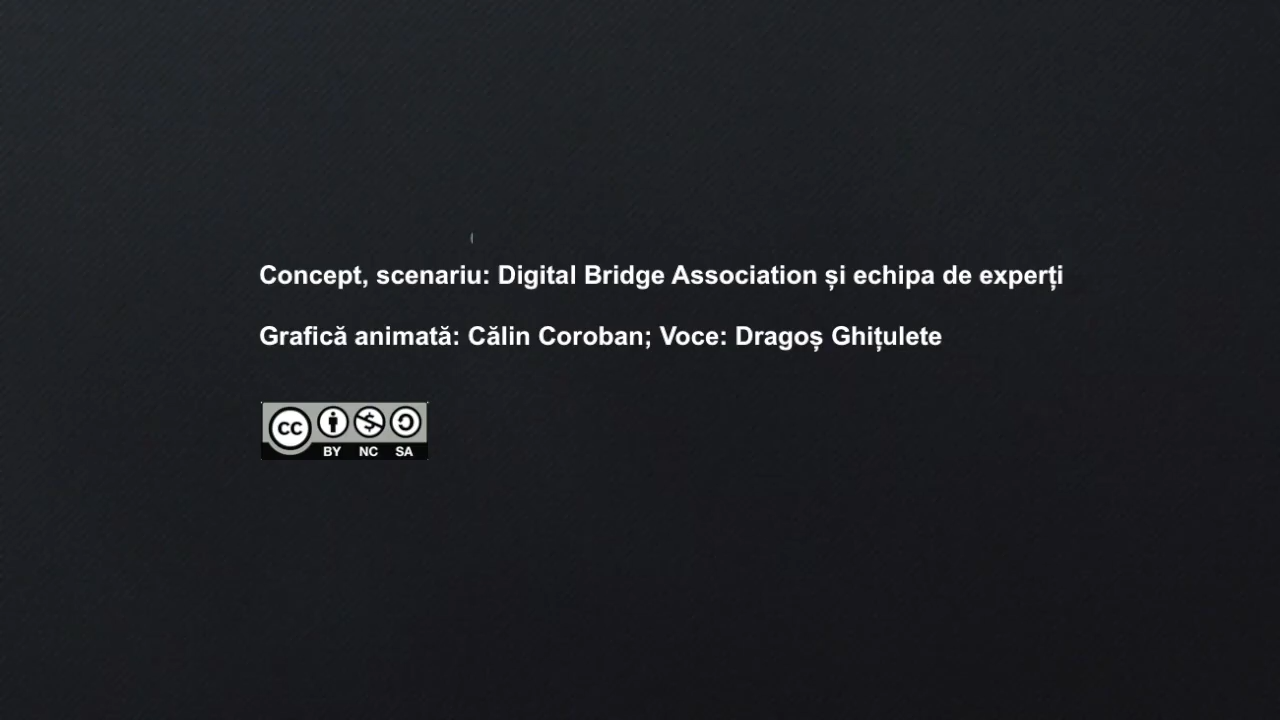 Concept, scenariu: Digital Bridge Association și echipa de experți
Grafică animată: Călin Coroban; Voce: Dragoș Ghițulete
CC BY NC SA